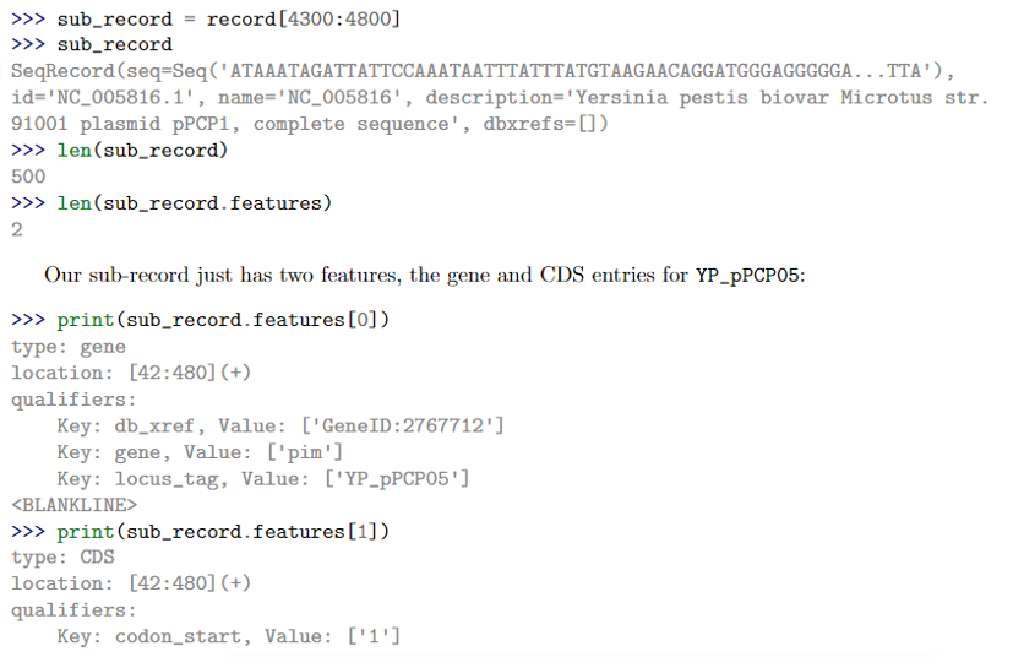 >>> sub_record = record[4300:4800]
>>> sub_record
SeqRecord(seq=Seq('ATAAATAGATTATTCCAAATAATTTATTTATGTAAGAACAGGATGGGAGGGGGA...TTA'),
id='NC_005816.1', name='NC_005816', description='Yersinia pestis biovar Microtus str.
91001 plasmid pPCP1, complete sequence', dbxrefs=[])
>>> len(sub_record)
500
>>> len(sub_record.features)
2
Our sub-record just has two features, the gene and CDS entries for YP_pPCP05:
>>> print(sub_record.features[0])
type: gene
location: [42:480](+)
qualifiers:
    Key: db_xref, Value: ['GeneID:2767712']
    Key: gene, Value: ['pim']
    Key: locus_tag, Value: ['YP_pPCP05']
<BLANKLINE>
>>> print(sub_record.features[1])
type: CDS
location: [42:480](+)
qualifiers:
    Key: codon_start, Value: ['1']